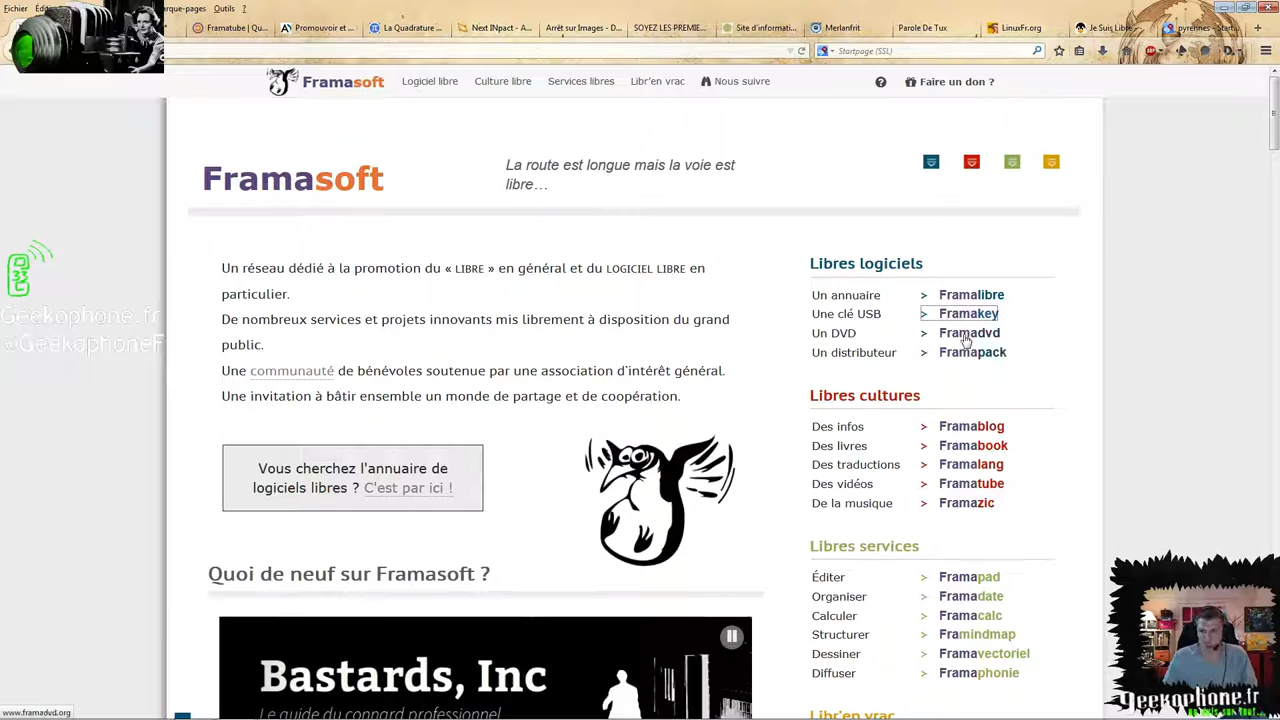 Fichier
que-pages Outils ?
Framatube | Qu...
Promouvoir et ...
La Quadrature ...
Next INpact - A...
Arrêt sur Images - D...
SOYEZ LES PREMIE...
Site d'informati...
Merlanfrit
Parole De Tux
LinuxFr.org
Je Suis Libre...
pyrennes - Start...
Startpage (SSL)
Framasoft
Logiciel libre
Culture libre
Services libres
Libr'en vrac
Nous suivre
Faire un don ?
Framasoft
La route est longue mais la voie est
libre…
Un réseau dédié à la promotion du « LIBRE » en général et du LOGICIEL LIBRE en
particulier.
De nombreux services et projets innovants mis librement à disposition du grand
public.
Une communauté de bénévoles soutenue par une association d'intérêt général.
Une invitation à bâtir ensemble un monde de partage et de coopération.
Vous cherchez l'annuaire de
logiciels libres ? C'est par ici !
Quoi de neuf sur Framasoft ?
Bastards, Inc
Le guide du connard professionnel
Libres logiciels
Un annuaire > Framalibre
Une clé USB > Framakey
Un DVD > Framadvd
Un distributeur > Framapack
Libres cultures
Des infos > Framablog
Des livres > Framabook
Des traductions > Framalang
Des vidéos > Framatube
De la musique > Framazic
Libres services
Éditer > Framapad
Organiser > Framadate
Calculer > Framacalc
Structurer > Framindmap
Dessiner > Framavectoriel
Diffuser > Framaphonie
Libr'en vrac
Geekophone.fr
@GeekophoneF
www.framadvd.org
Geekophone.fr